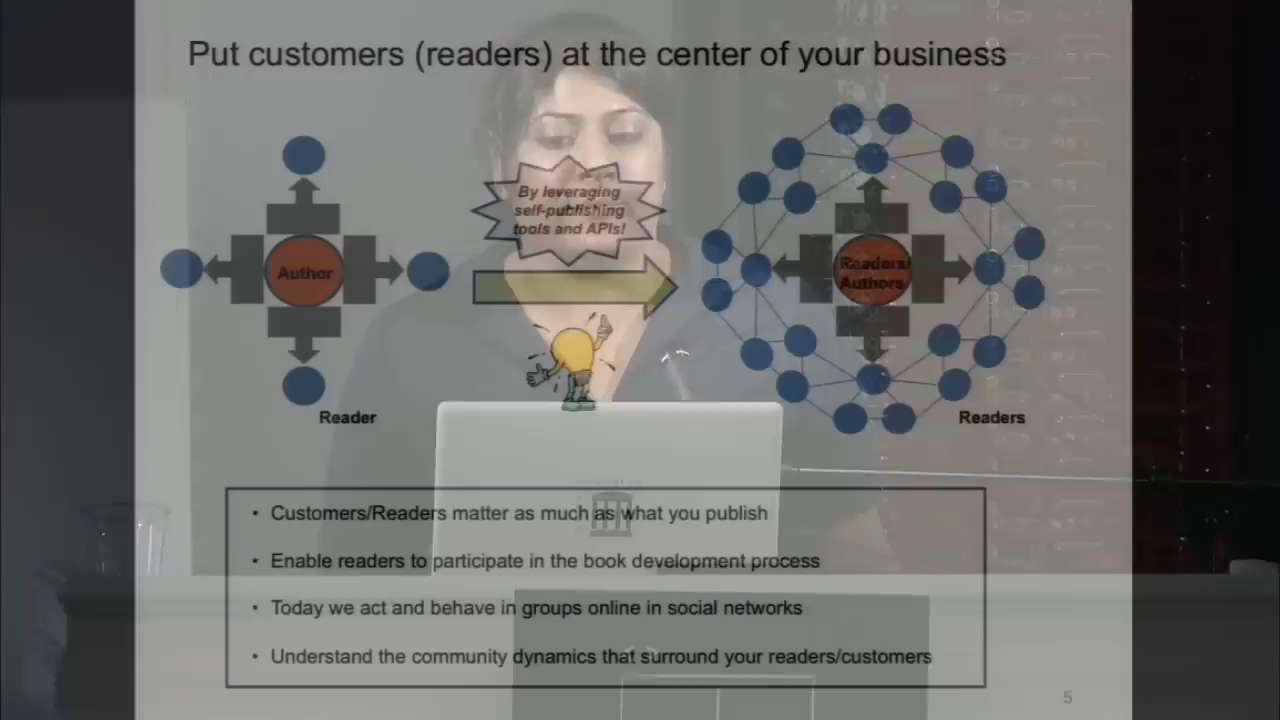 Put customers (readers) at the center of your business
By leveraging
self-publishing
tools and APIs!
Author
Readers/
Authors
Reader
Readers
• Customers/Readers matter as much as what you publish
• Enable readers to participate in the book development process
• Today we act and behave in groups online in social networks
• Understand the community dynamics that surround your readers/customers
5